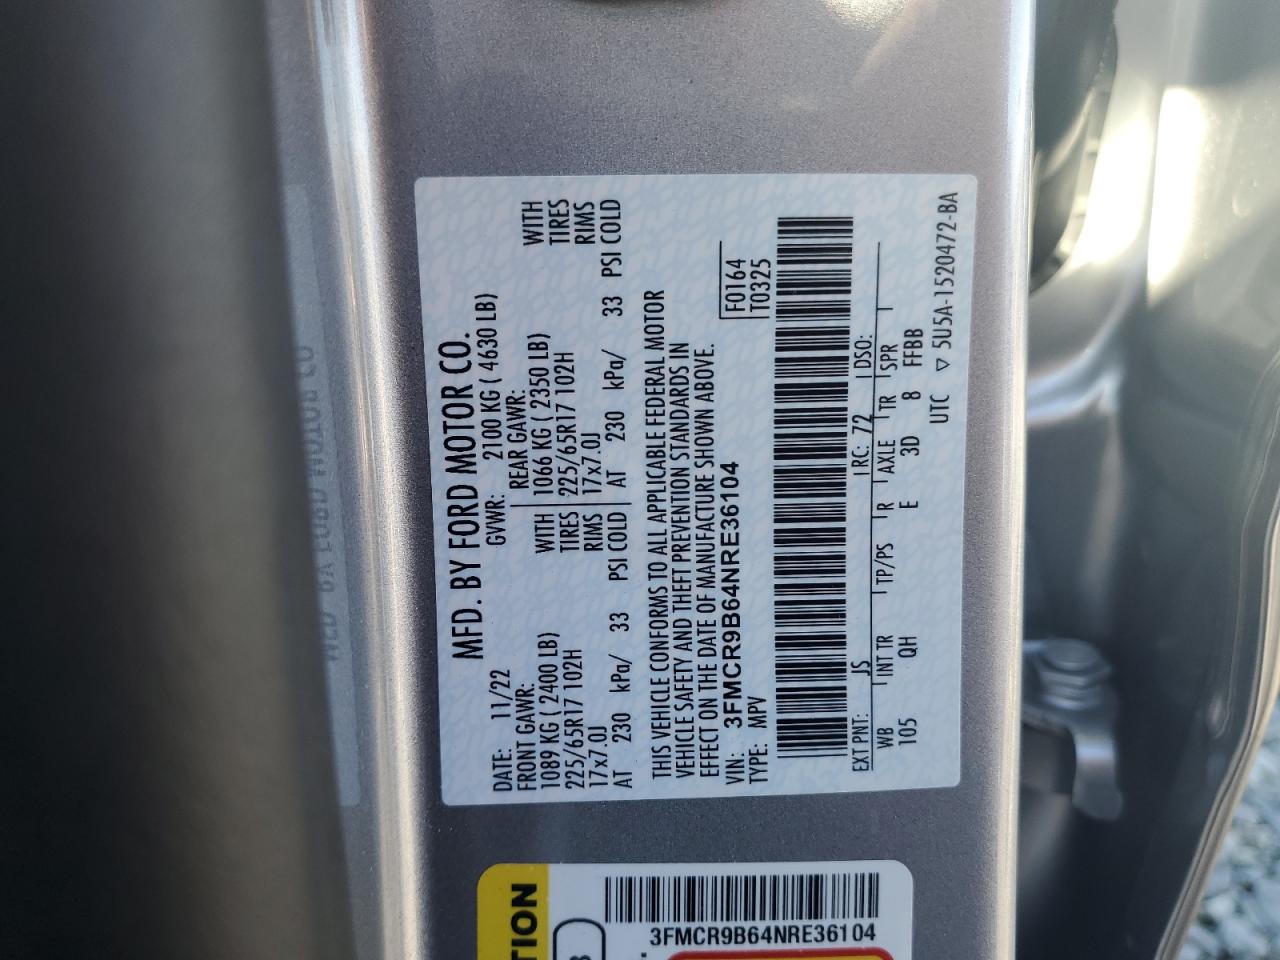 MFD. BY FORD MOTOR CO.
DATE: 11/22 GVWR: 2100 KG ( 4630 LB)
FRONT GAWR: REAR GAWR:
1089 KG ( 2400 LB) WITH 1066 KG ( 2350 LB) WITH
225/65R17 102H TIRES 225/65R17 102H TIRES
17x7.0J RIMS 17x7.0J RIMS
AT 230 kPa/ 33 PSI COLD AT 230 kPa/ 33 PSI COLD
THIS VEHICLE CONFORMS TO ALL APPLICABLE FEDERAL MOTOR
VEHICLE SAFETY AND THEFT PREVENTION STANDARDS IN
EFFECT ON THE DATE OF MANUFACTURE SHOWN ABOVE.
VIN: 3FMCR9B64NRE36104 F0164
TYPE: MPV T0325
EXT PNT: JS RC: 72 DSO:
WB INT TR TP/PS R AXLE TR SPR
105 QH E 3D 8 FFBB
UTC ▽ 5U5A-1520472-BA
TION
3FMCR9B64NRE36104